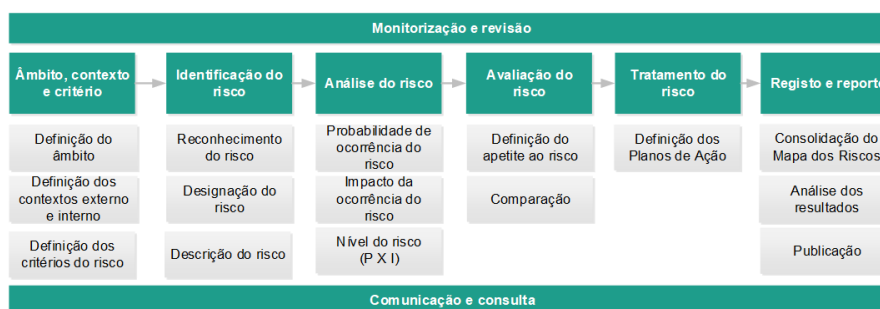 Monitorização e revisão
Âmbito, contexto
e critério
Identificação do
risco
Análise do risco
Avaliação do
risco
Tratamento do
risco
Registo e reporte
Definição do
âmbito
Definição dos
contextos externo
e interno
Definição dos
critérios do risco
Reconhecimento
do risco
Designação do
risco
Descrição do risco
Probabilidade de
ocorrência do
risco
Impacto da
ocorrência do
risco
Nível do risco
(P X I)
Definição do
apetite ao risco
Comparação
Definição dos
Planos de Ação
Consolidação do
Mapa dos Riscos
Análise dos
resultados
Publicação
Comunicação e consulta